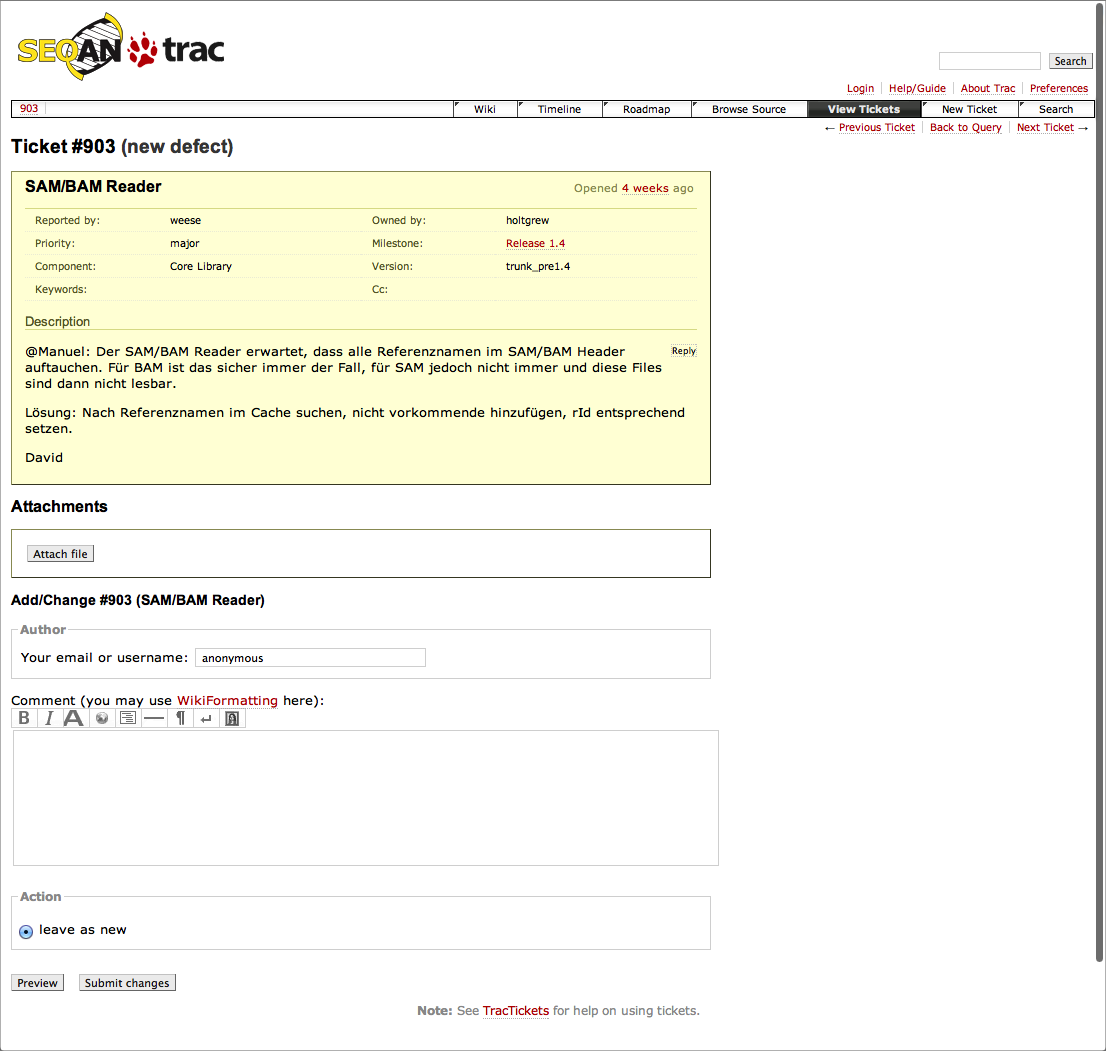 SEQAN trac
Search
Login Help/Guide About Trac Preferences
903 Wiki Timeline Roadmap Browse Source View Tickets New Ticket Search
← Previous Ticket Back to Query Next Ticket →
Ticket #903 (new defect)
SAM/BAM Reader Opened 4 weeks ago
Reported by: weese Owned by: holtgrew
Priority: major Milestone: Release 1.4
Component: Core Library Version: trunk_pre1.4
Keywords: Cc:
Description
@Manuel: Der SAM/BAM Reader erwartet, dass alle Referenznamen im SAM/BAM Header Reply
auftauchen. Für BAM ist das sicher immer der Fall, für SAM jedoch nicht immer und diese Files
sind dann nicht lesbar.
Lösung: Nach Referenznamen im Cache suchen, nicht vorkommende hinzufügen, rId entsprechend
setzen.
David
Attachments
Attach file
Add/Change #903 (SAM/BAM Reader)
Author
Your email or username: anonymous
Comment (you may use WikiFormatting here):
B I A ¶ ↵
Action
leave as new
Preview Submit changes
Note: See TracTickets for help on using tickets.